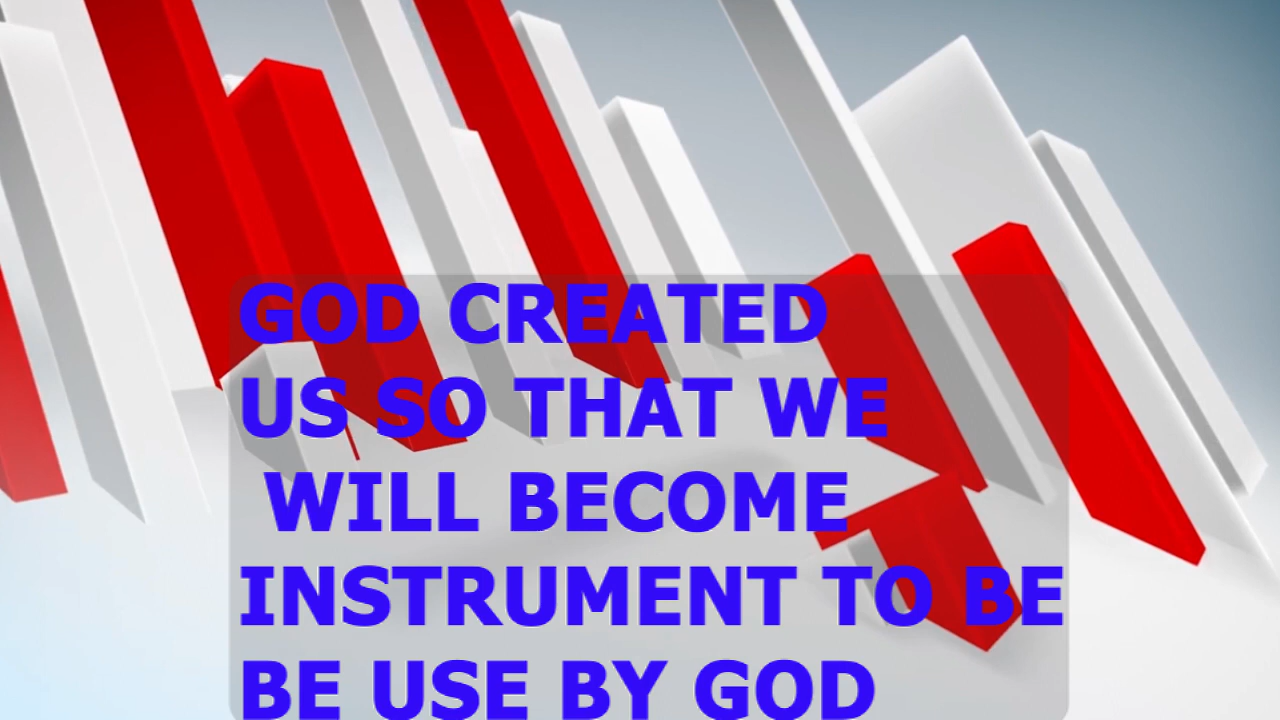 GOD CREATED
US SO THAT WE
WILL BECOME
INSTRUMENT TO BE
BE USE BY GOD